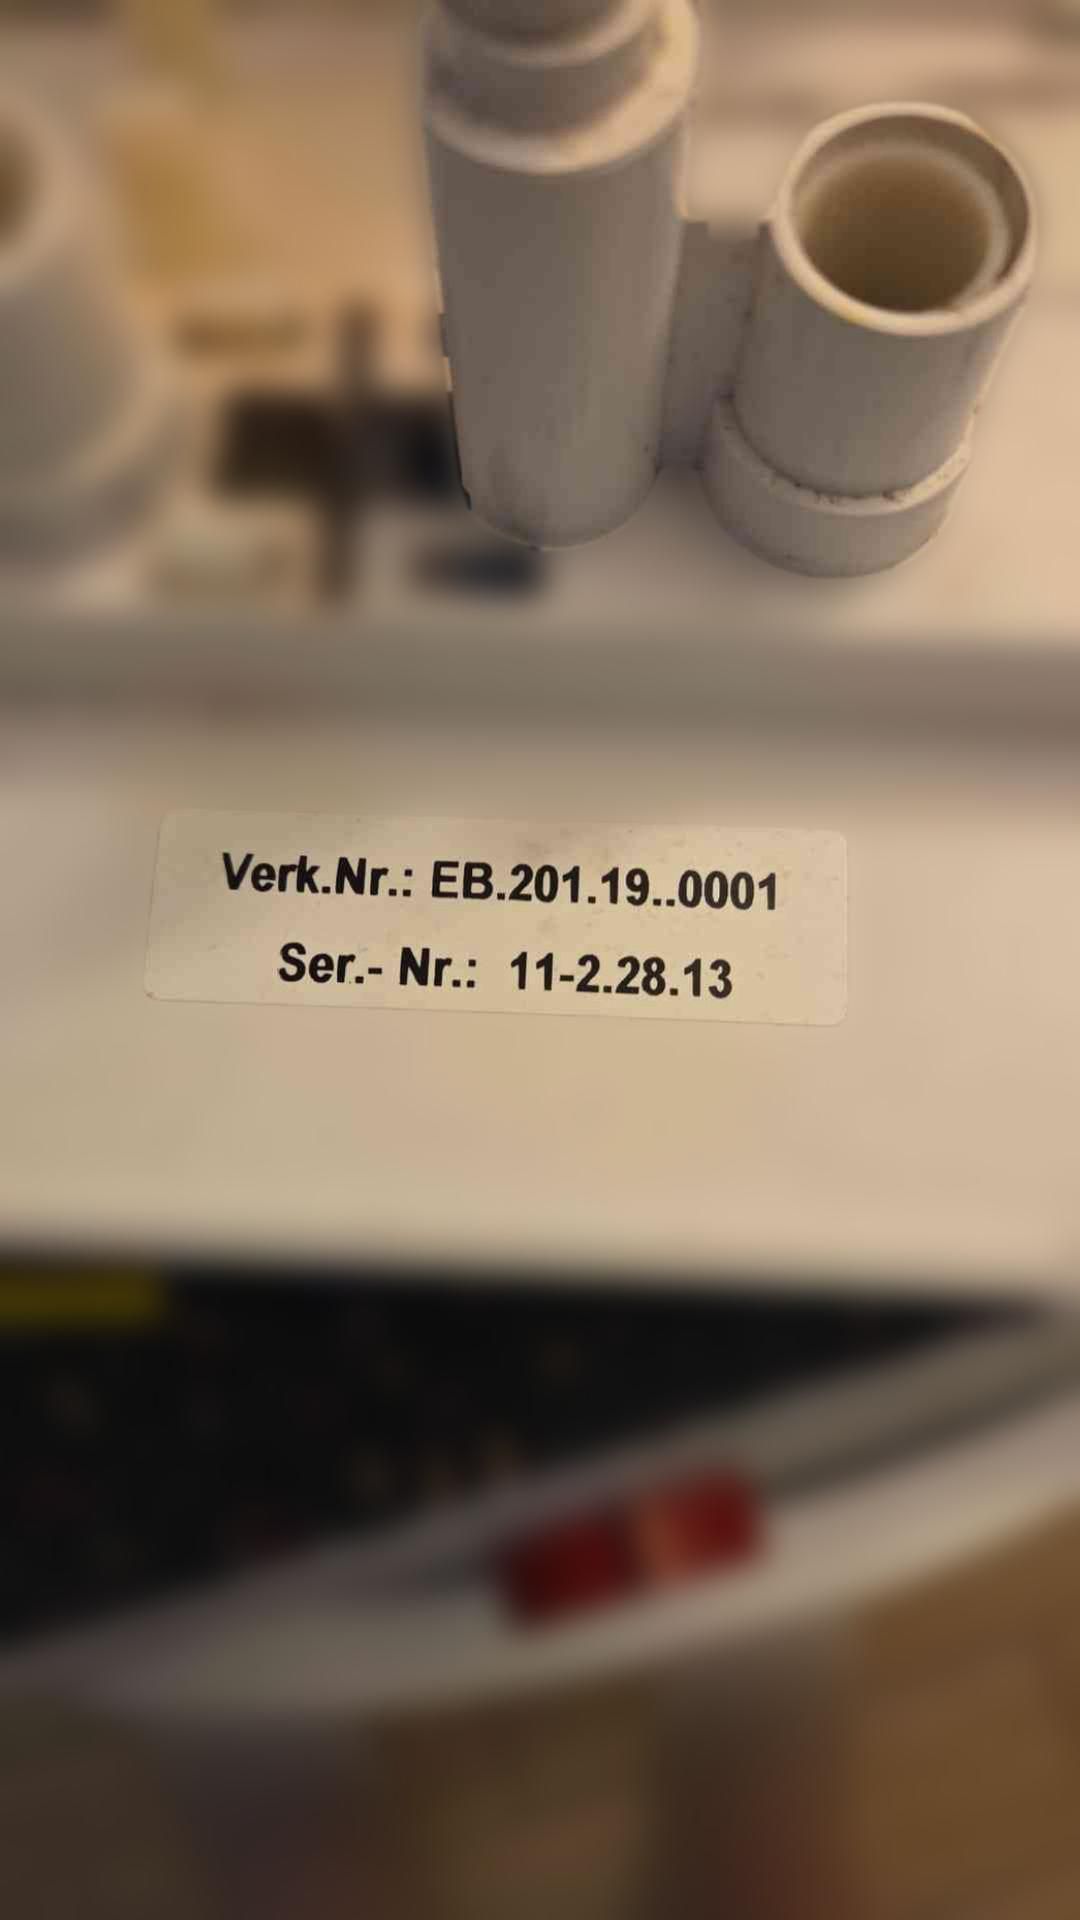 Verk.Nr.: EB.201.19..0001
Ser.- Nr.: 11-2.28.13